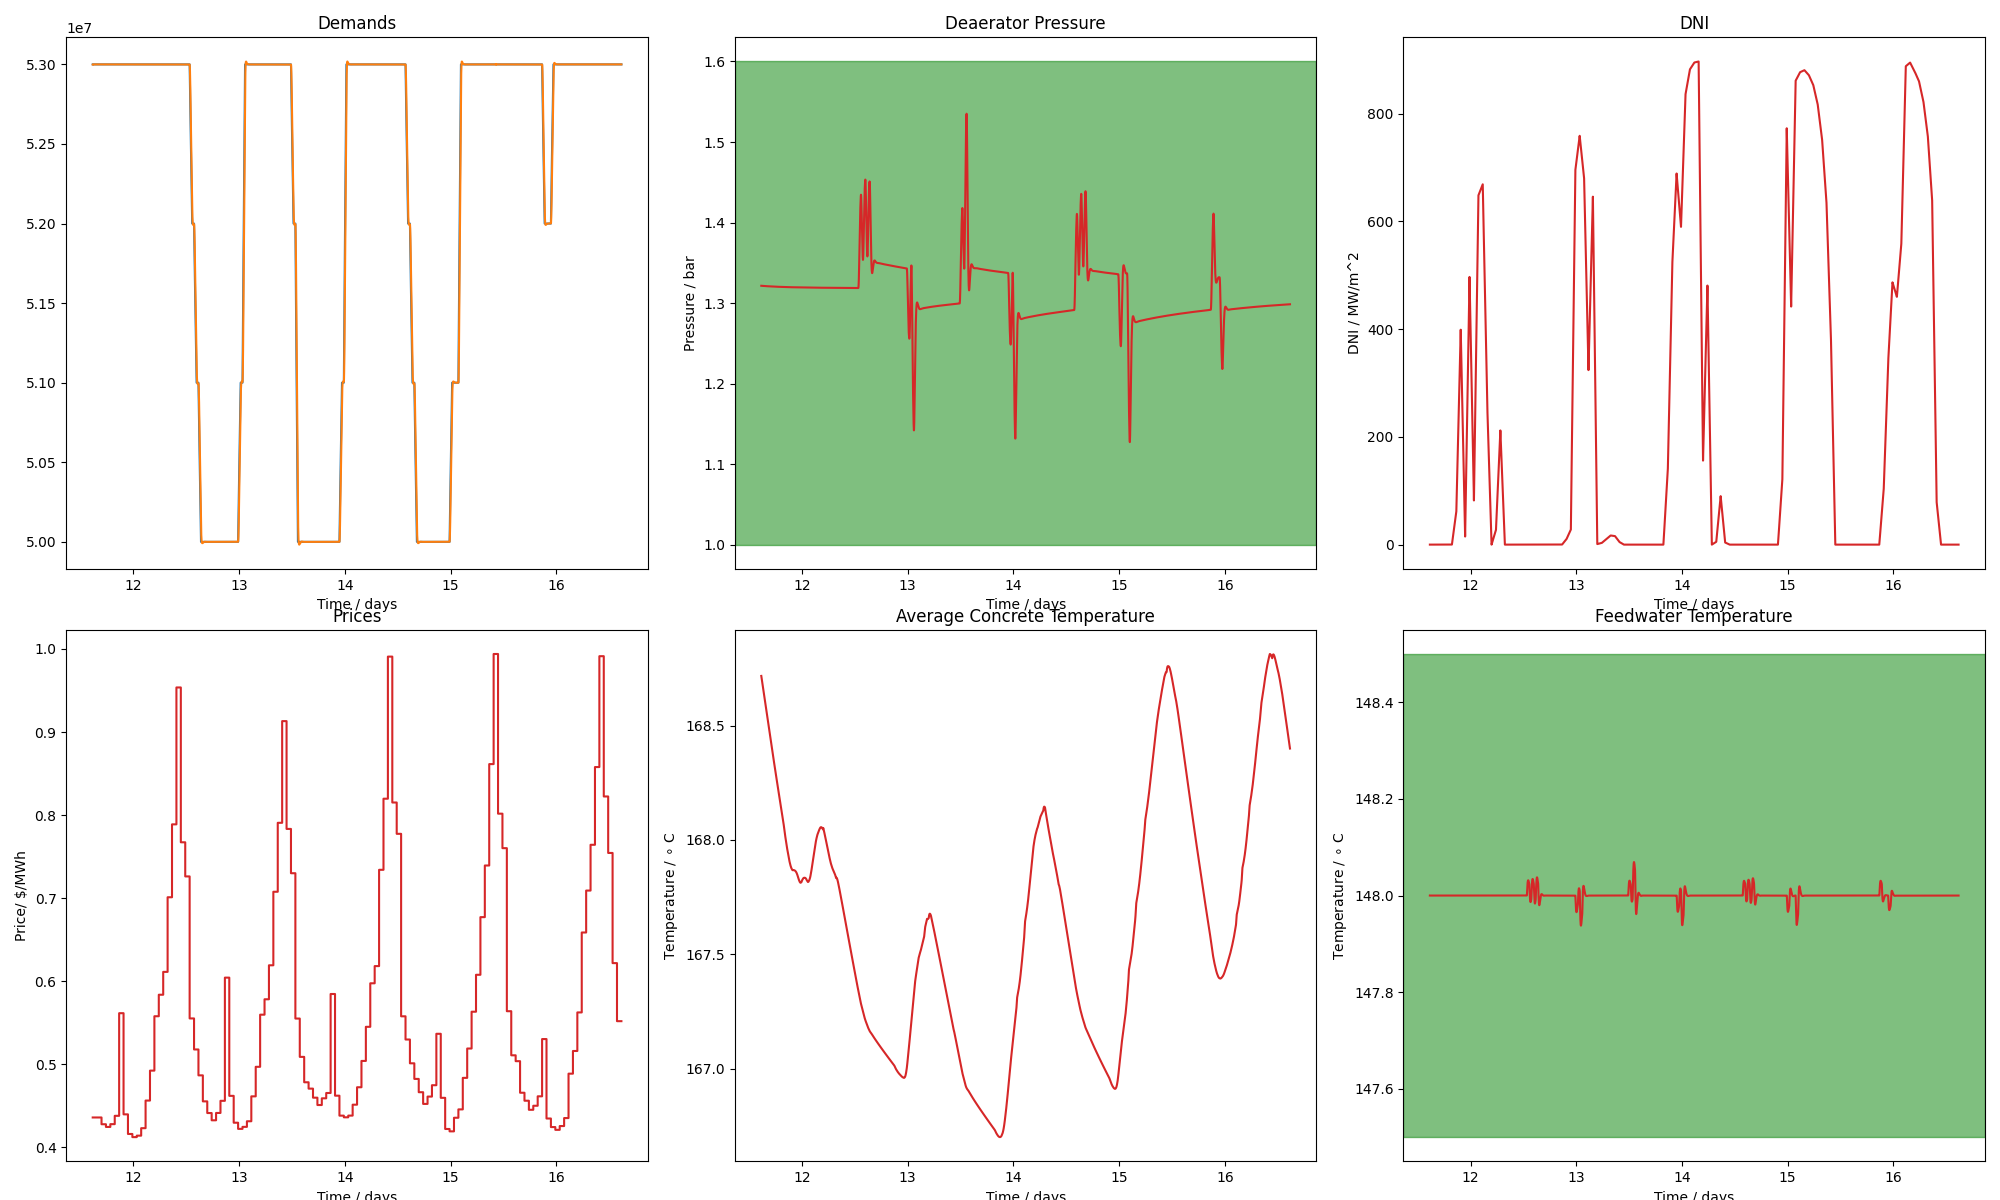 Demands
1e7
5.30
5.25
5.20
5.15
5.10
5.05
5.00
12 13 14 15 16
Time / days
Deaerator Pressure
Pressure / bar
1.6
1.5
1.4
1.3
1.2
1.1
1.0
12 13 14 15 16
Time / days
DNI
DNI / MW/m^2
800
600
400
200
0
12 13 14 15 16
Time / days
Prices
Price/ $/MWh
1.0
0.9
0.8
0.7
0.6
0.5
0.4
12 13 14 15 16
Time / days
Average Concrete Temperature
Temperature / ∘ C
168.5
168.0
167.5
167.0
12 13 14 15 16
Time / days
Feedwater Temperature
Temperature / ∘ C
148.4
148.2
148.0
147.8
147.6
12 13 14 15 16
Time / days